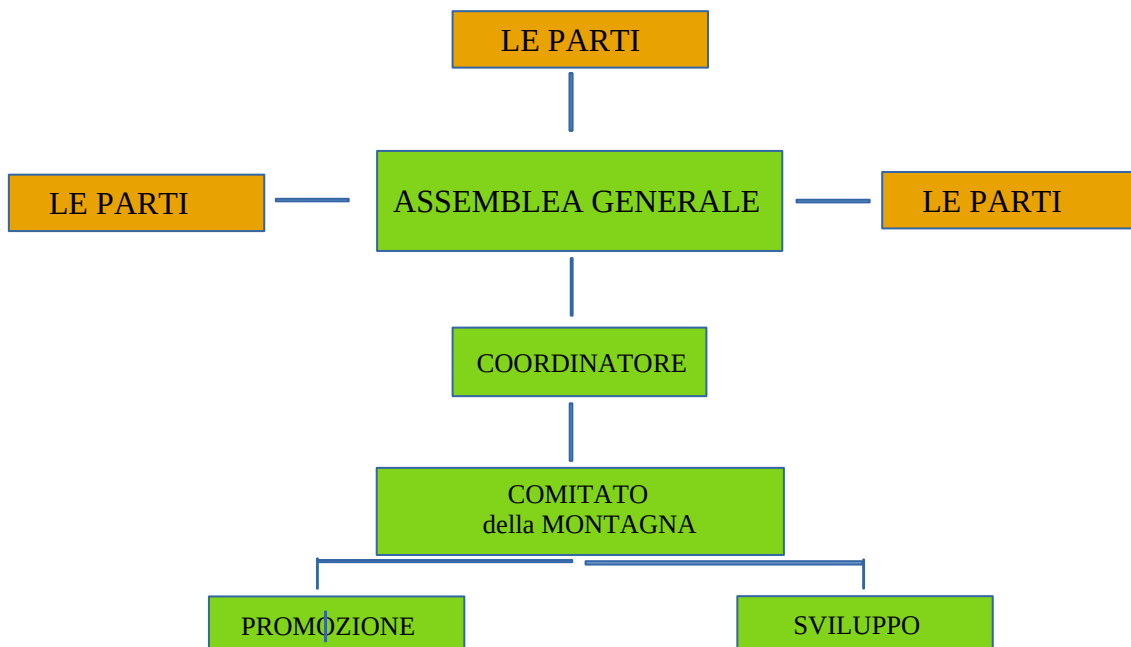 LE PARTI
LE PARTI
ASSEMBLEA GENERALE
LE PARTI
COORDINATORE
COMITATO
della MONTAGNA
PROMOZIONE
SVILUPPO